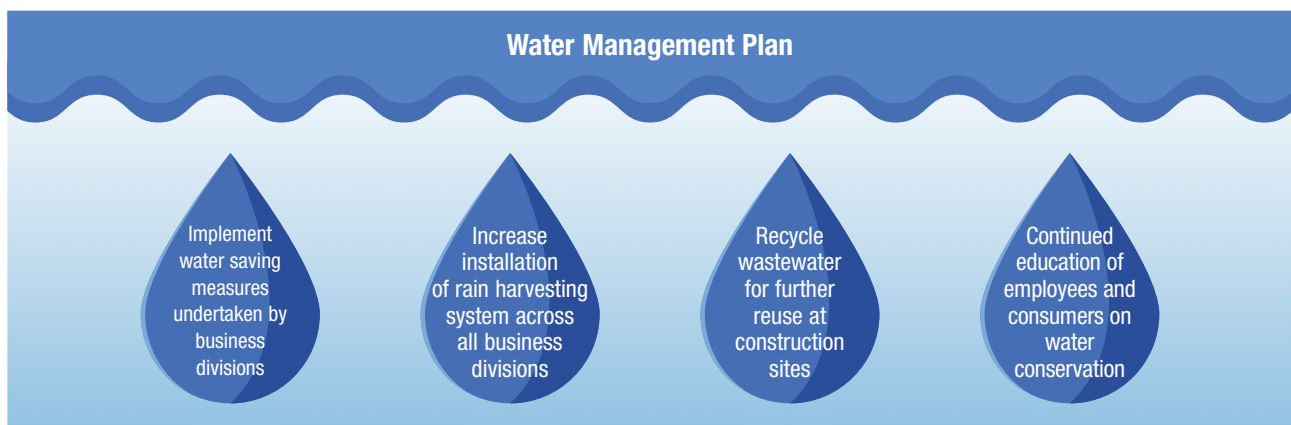 Water Management Plan
Implement
water saving
measures
undertaken by
business
divisions
Increase
installation
of rain harvesting
system across
all business
divisions
Recycle
wastewater
for further
reuse at
construction
sites
Continued
education of
employees and
consumers on
water
conservation